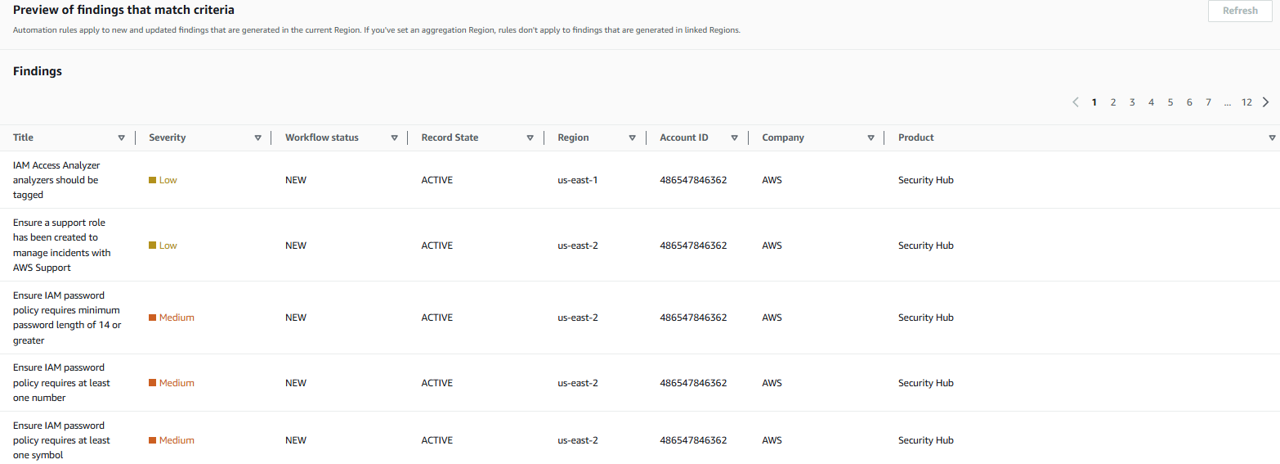 Preview of findings that match criteria
Refresh
Automation rules apply to new and updated findings that are generated in the current Region. If you've set an aggregation Region, rules don't apply to findings that are generated in linked Regions.
Findings
1 2 3 4 5 6 7 ... 12
Title Severity Workflow status Record State Region Account ID Company Product
IAM Access Analyzer
analyzers should be
tagged
Low NEW ACTIVE us-east-1 486547846362 AWS Security Hub
Ensure a support role
has been created to
manage incidents with
AWS Support
Low NEW ACTIVE us-east-2 486547846362 AWS Security Hub
Ensure IAM password
policy requires minimum
password length of 14 or
greater
Medium NEW ACTIVE us-east-2 486547846362 AWS Security Hub
Ensure IAM password
policy requires at least
one number
Medium NEW ACTIVE us-east-2 486547846362 AWS Security Hub
Ensure IAM password
policy requires at least
one symbol
Medium NEW ACTIVE us-east-2 486547846362 AWS Security Hub